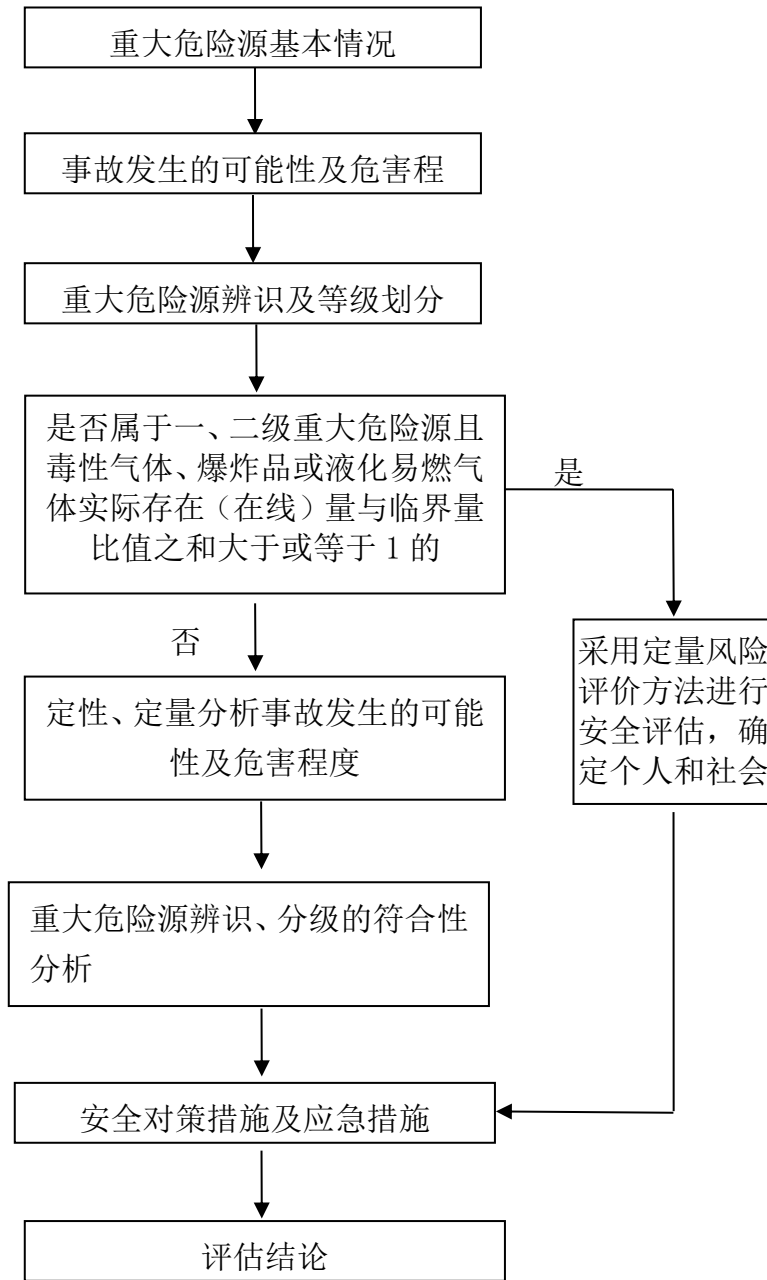 重大危险源基本情况
事故发生的可能性及危害程
重大危险源辨识及等级划分
是否属于一、二级重大危险源且
毒性气体、爆炸品或液化易燃气
体实际存在（在线）量与临界量
比值之和大于或等于 1 的
是
否
采用定量风险
评价方法进行
安全评估，确
定个人和社会
定性、定量分析事故发生的可能
性及危害程度
重大危险源辨识、分级的符合性
分析
安全对策措施及应急措施
评估结论